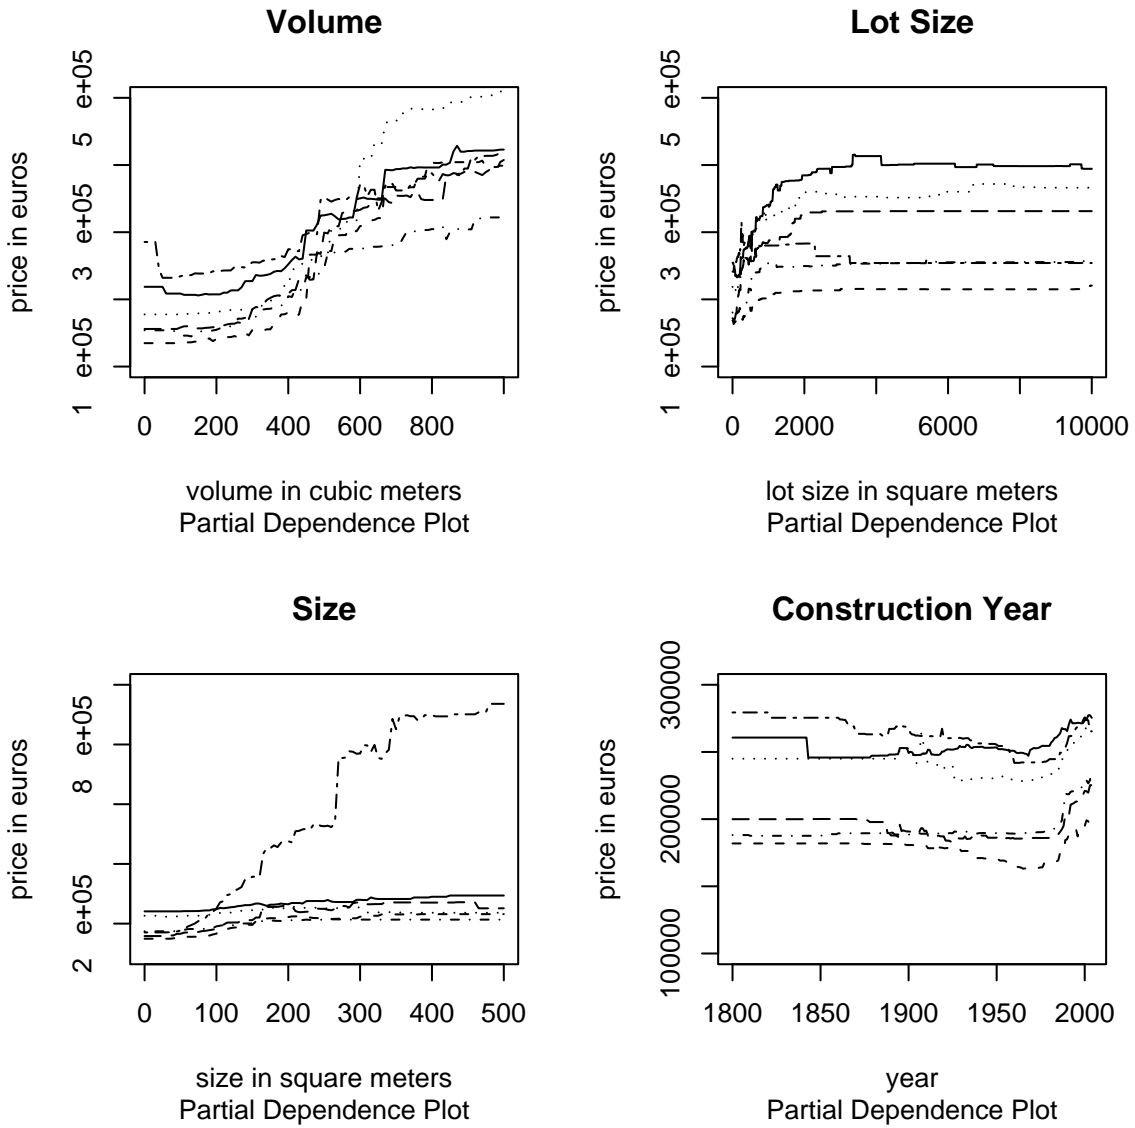 Volume
price in euros
1 e+05 3 e+05 5 e+05
0 200 400 600 800
volume in cubic meters
Partial Dependence Plot
Lot Size
price in euros
1 e+05 3 e+05 5 e+05
0 2000 6000 10000
lot size in square meters
Partial Dependence Plot
Size
price in euros
2 e+05 8 e+05
0 100 200 300 400 500
size in square meters
Partial Dependence Plot
Construction Year
price in euros
100000 200000 300000
1800 1850 1900 1950 2000
year
Partial Dependence Plot